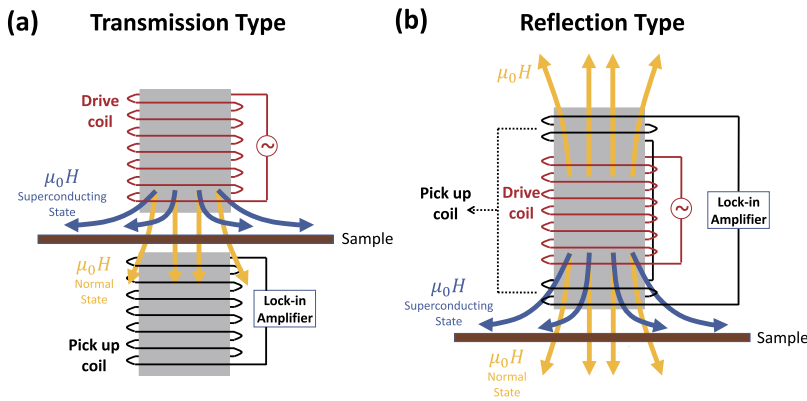 (a) Transmission Type
Drive
coil
μ₀H
Superconducting
State
Sample
μ₀H
Normal
State
Lock-in
Amplifier
Pick up
coil
(b) Reflection Type
μ₀H
Pick up
coil
Drive
coil
Lock-in
Amplifier
μ₀H
Superconducting
State
Sample
μ₀H
Normal
State